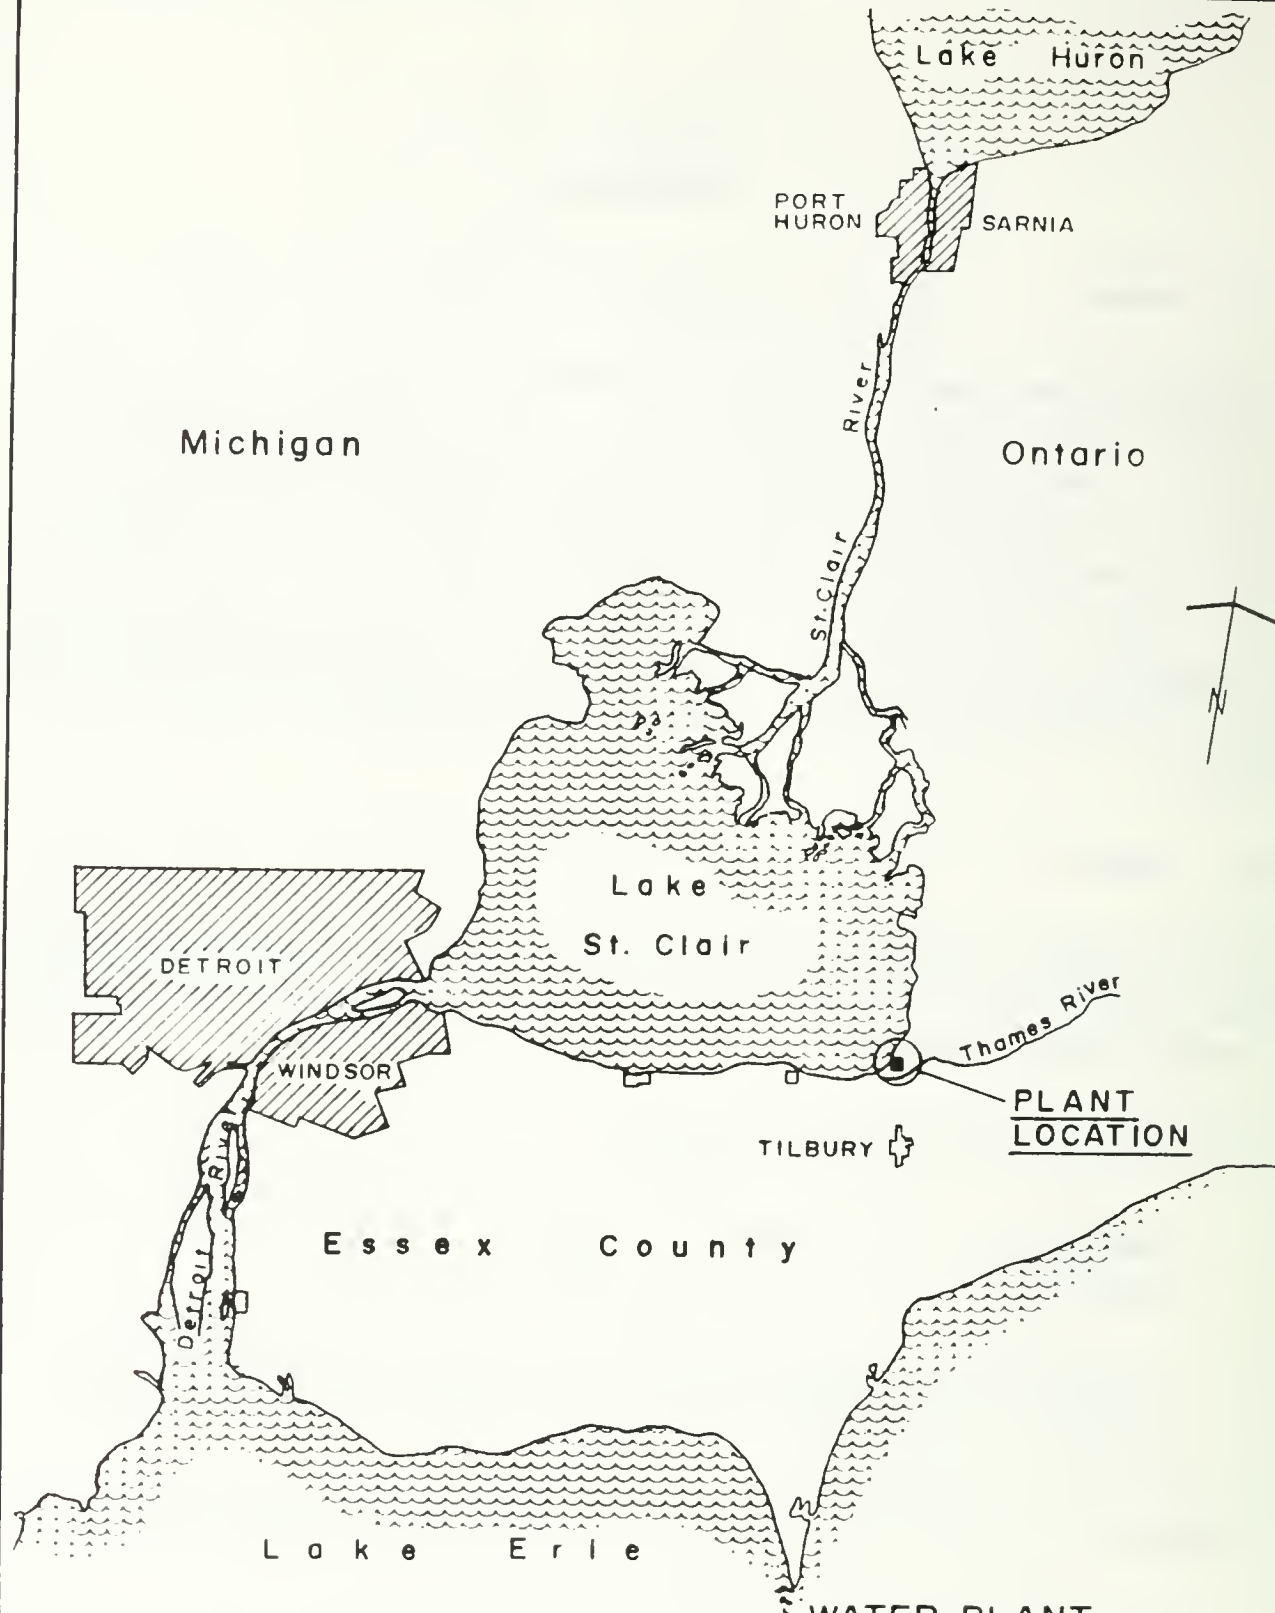 Lake Huron
PORT
HURON
SARNIA
River
Michigan
Ontario
St. Clair
N
Lake
St. Clair
DETROIT
Thames River
WINDSOR
PLANT
LOCATION
TILBURY
River
Essex County
Detroit
Lake Erie
WATER PLANT